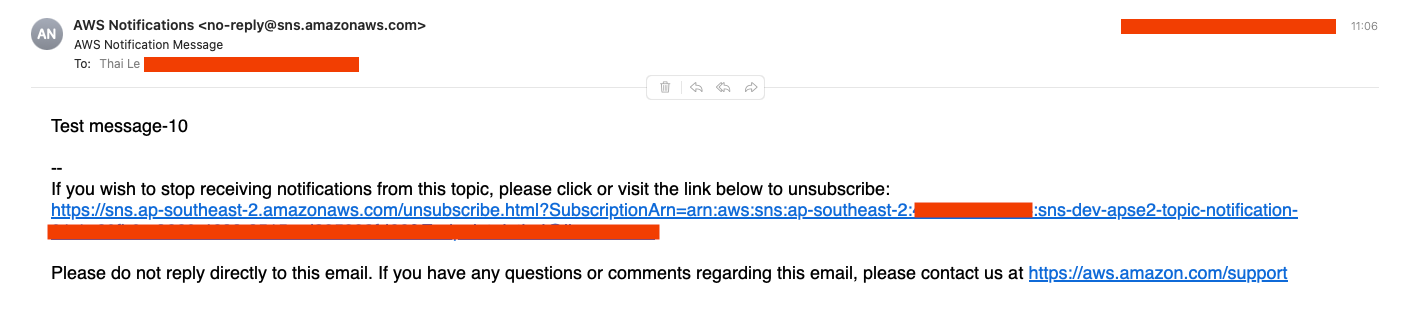 AN
AWS Notifications <no-reply@sns.amazonaws.com>
11:06
AWS Notification Message
To: Thai Le
Test message-10
--
If you wish to stop receiving notifications from this topic, please click or visit the link below to unsubscribe:
https://sns.ap-southeast-2.amazonaws.com/unsubscribe.html?SubscriptionArn=arn:aws:sns:ap-southeast-2: :sns-dev-apse2-topic-notification-
Please do not reply directly to this email. If you have any questions or comments regarding this email, please contact us at https://aws.amazon.com/support